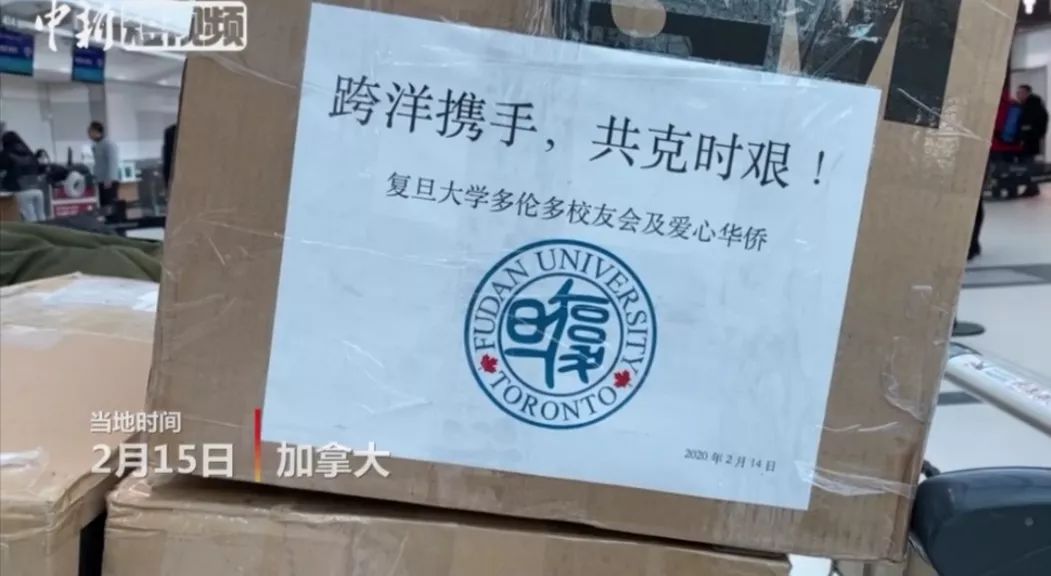 中新短视频
跨洋携手，共克时艰！
复旦大学多伦多校友会及爱心华侨
FUDAN UNIVERSITY
TORONTO
2020年2月14日
当地时间
2月15日
加拿大